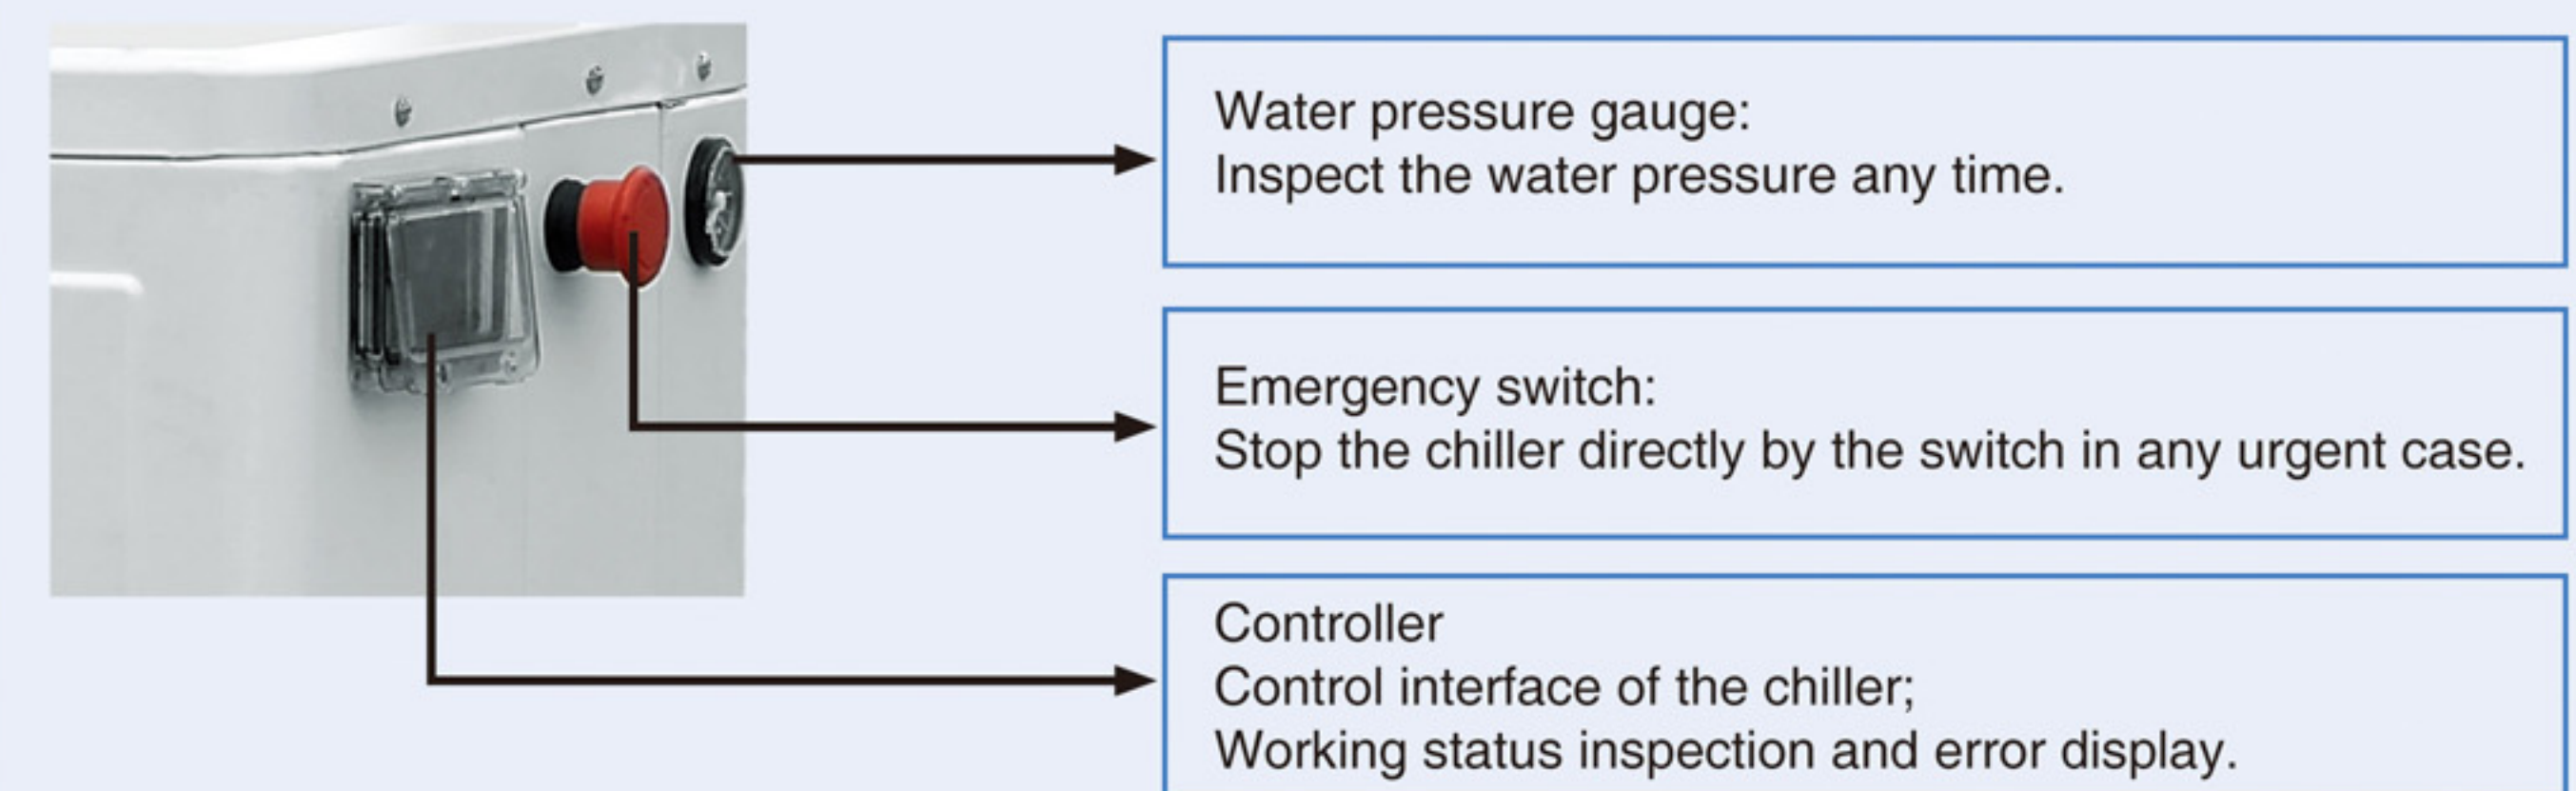 Water pressure gauge:
Inspect the water pressure any time.
Emergency switch:
Stop the chiller directly by the switch in any urgent case.
Controller
Control interface of the chiller;
Working status inspection and error display.